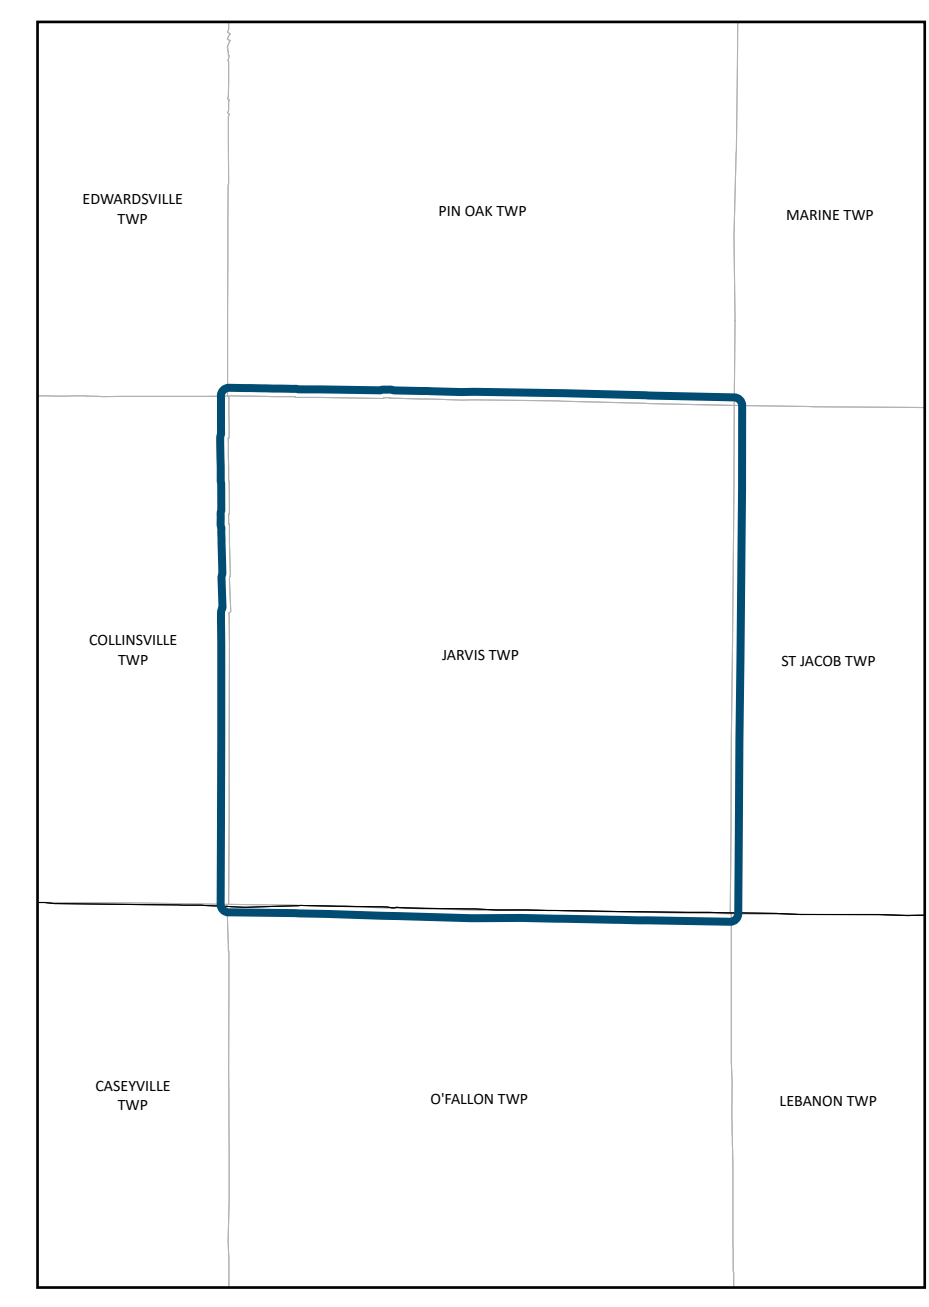 EDWARDSVILLE
TWP
PIN OAK TWP
MARINE TWP
COLLINSVILLE
TWP
JARVIS TWP
ST JACOB TWP
CASEYVILLE
TWP
O'FALLON TWP
LEBANON TWP